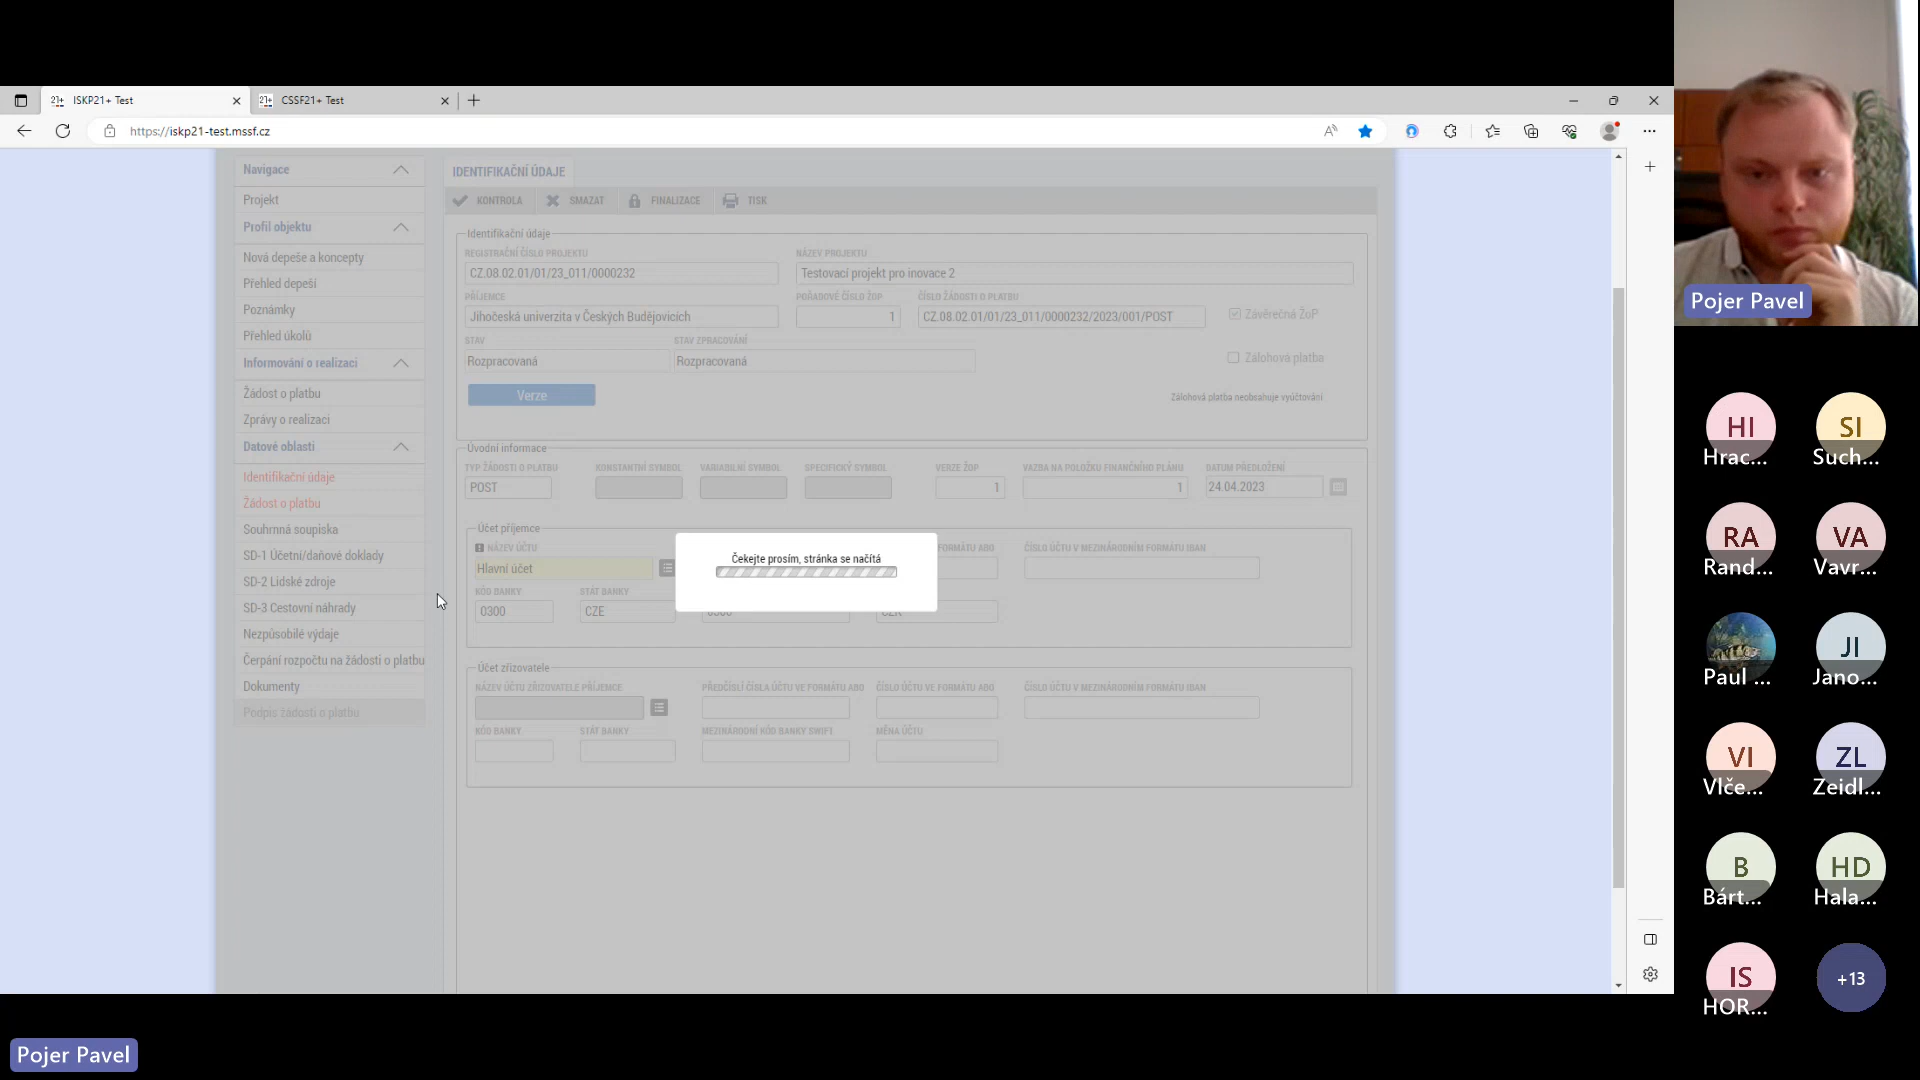 ISKP21+ Test
CSSF21+ Test
https://iskp21-test.mssf.cz
Navigace
Projekt
Profil objektu
Nová depeše a koncepty
Přehled depeší
Poznámky
Přehled úkolů
Informování o realizaci
Žádost o platbu
Zprávy o realizaci
Datové oblasti
Identifikační údaje
Žádost o platbu
Souhrnná soupiska
SD-1 Účetní/daňové doklady
SD-2 Lidské zdroje
SD-3 Cestovní náhrady
Nezpůsobilé výdaje
Čerpání rozpočtu na žádosti o platbu
Dokumenty
Podpis žádosti o platbu
IDENTIFIKAČNÍ ÚDAJE
KONTROLA SMAZAT FINALIZACE TISK
Identifikační údaje
REGISTRAČNÍ ČÍSLO PROJEKTU NÁZEV PROJEKTU
CZ.08.02.01/01/23_011/0000232 Testovací projekt pro inovace 2
PŘÍJEMCE POŘADOVÉ ČÍSLO ŽOP ČÍSLO ŽÁDOSTI O PLATBU
Jihočeská univerzita v Českých Budějovicích 1 CZ.08.02.01/01/23_011/0000232/2023/001/POST Závěrečná ŽoP
STAV STAV ZPRACOVÁNÍ
Rozpracovaná Rozpracovaná Zálohová platba
Verze Zálohová platba neobsahuje vyúčtování
Úvodní informace
TYP ŽÁDOSTI O PLATBU KONSTANTNÍ SYMBOL VARIABILNÍ SYMBOL SPECIFICKÝ SYMBOL VERZE ŽOP VAZBA NA POLOŽKU FINANČNÍHO PLÁNU DATUM PŘEDLOŽENÍ
POST 1 1 24.04.2023
Účet příjemce
NÁZEV ÚČTU FORMÁTU ABO ČÍSLO ÚČTU V MEZINÁRODNÍM FORMÁTU IBAN
Hlavní účet
KÓD BANKY STÁT BANKY
0300 CZE
Čekejte prosím, stránka se načítá
Účet zřizovatele
NÁZEV ÚČTU ZŘIZOVATELE PŘÍJEMCE PŘEDČÍSLÍ ČÍSLA ÚČTU VE FORMÁTU ABO ČÍSLO ÚČTU VE FORMÁTU ABO ČÍSLO ÚČTU V MEZINÁRODNÍM FORMÁTU IBAN
KÓD BANKY STÁT BANKY MEZINÁRODNÍ KÓD BANKY SWIFT MĚNA ÚČTU
Pojer Pavel
HI SI
Hrac... Such...
RA VA
Rand... Vavr...
JI
Paul ... Jano...
VI ZL
Vlče... Zeidl...
B HD
Bárt... Hala...
IS +13
HOR...
Pojer Pavel